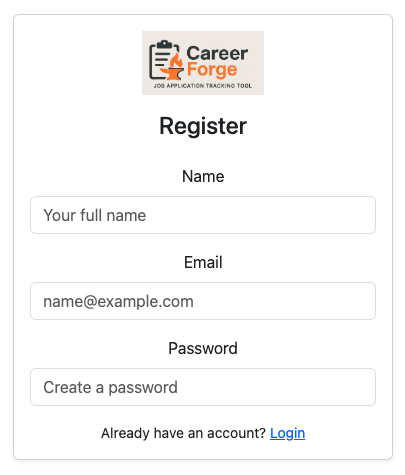 Career
Forge
JOB APPLICATION TRACKING TOOL
Register
Name
Your full name
Email
name@example.com
Password
Create a password
Already have an account? Login